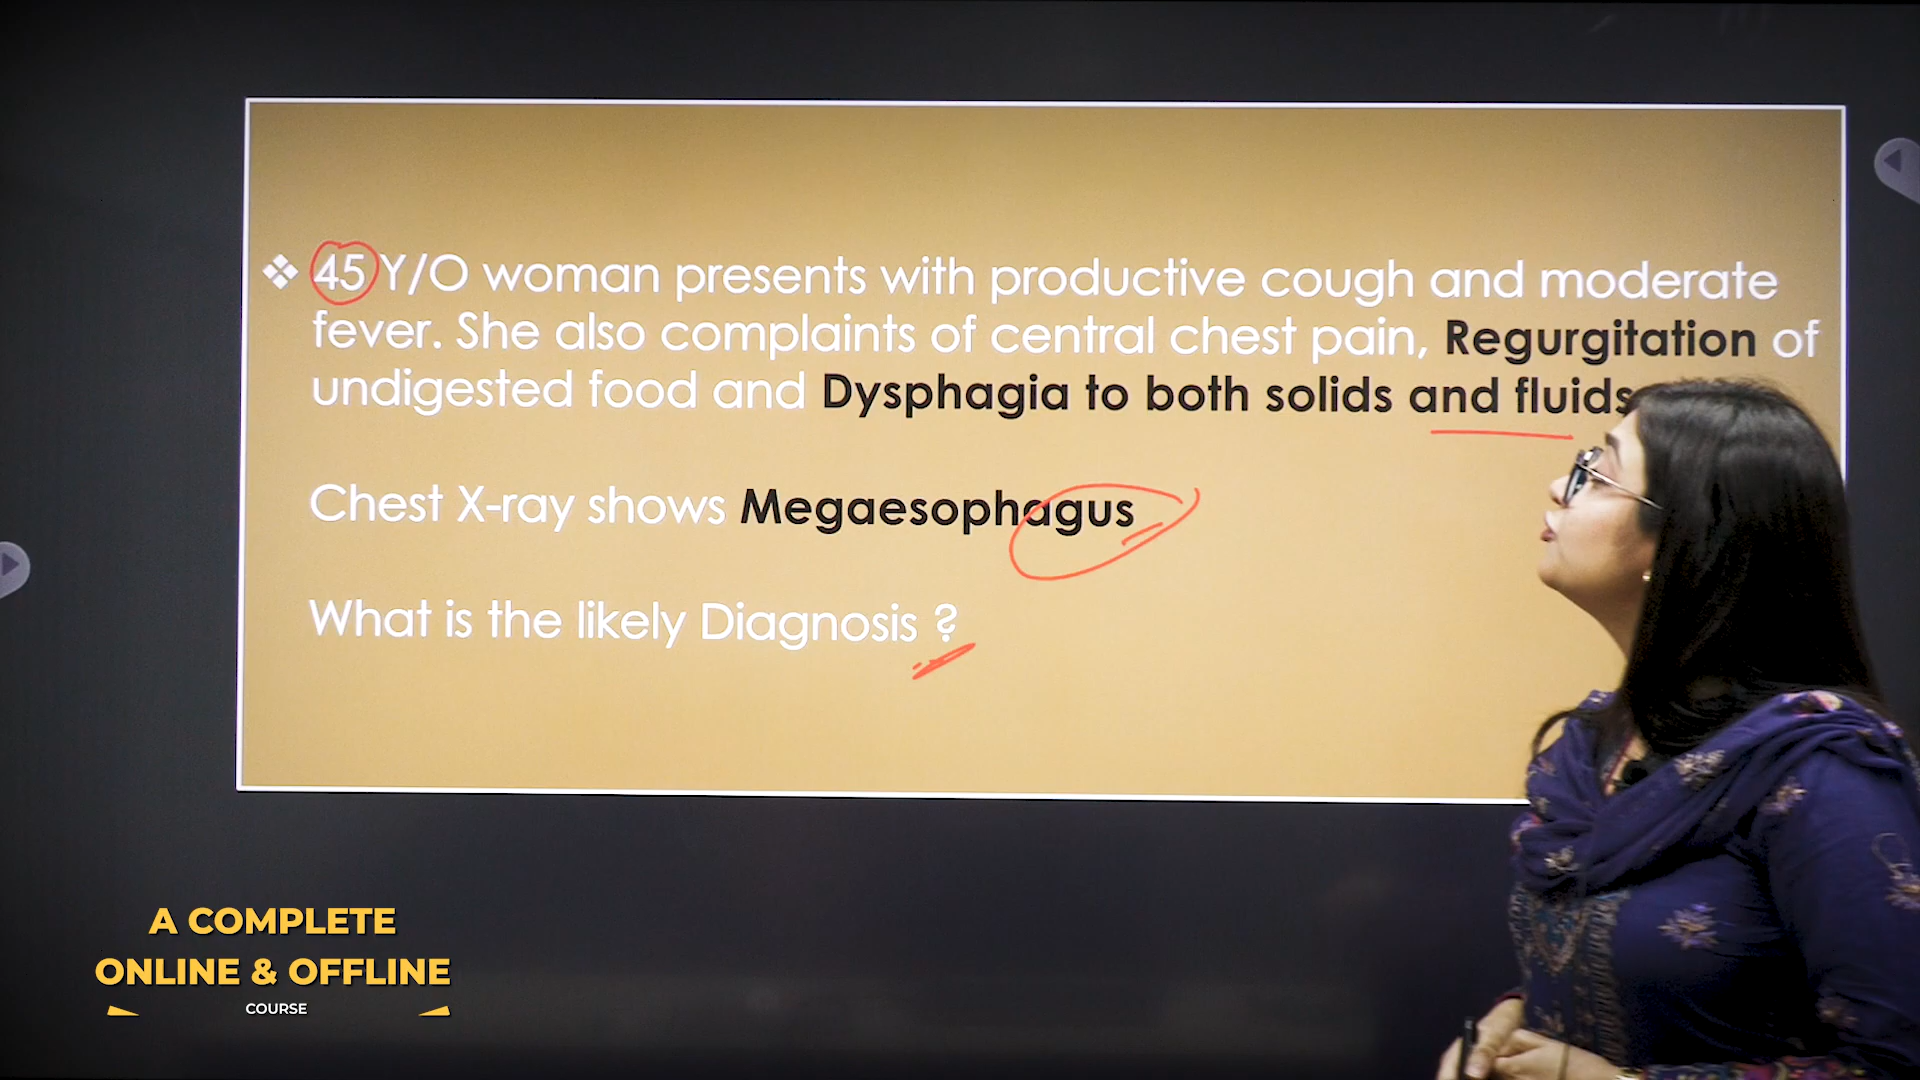 45 Y/O woman presents with productive cough and moderate
fever. She also complaints of central chest pain, Regurgitation of
undigested food and Dysphagia to both solids and fluids
Chest X-ray shows Megaesophagus
What is the likely Diagnosis ?
A COMPLETE
ONLINE & OFFLINE
COURSE